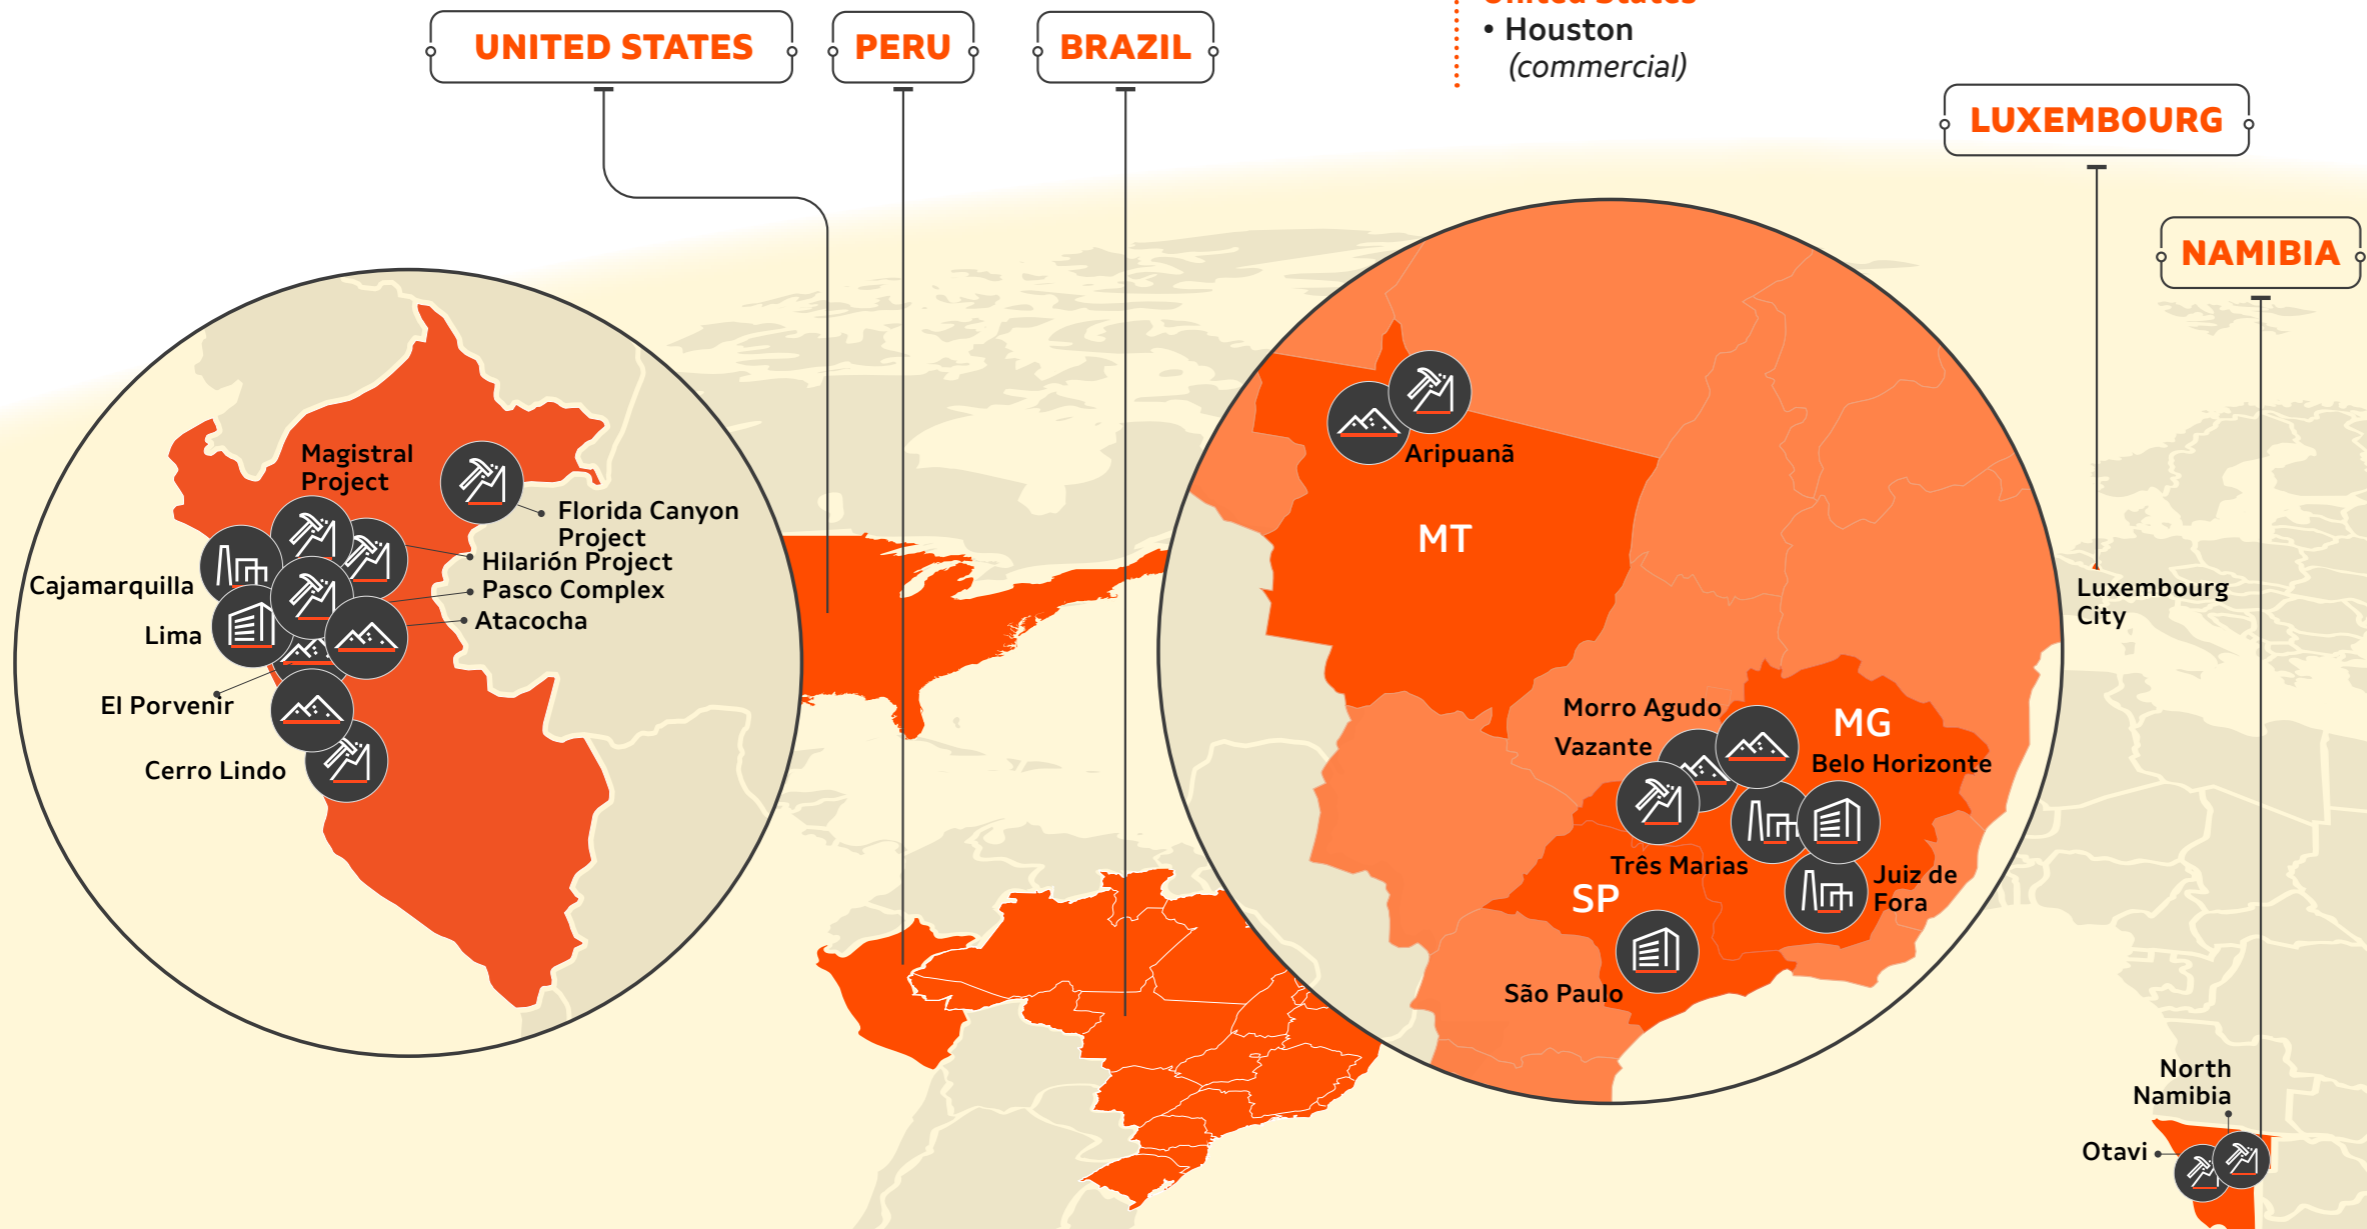 United States
• Houston
(commercial)
UNITED STATES
PERU
BRAZIL
LUXEMBOURG
NAMIBIA
Magistral
Project
Florida Canyon
Project
Hilarión Project
Pasco Complex
Atacocha
Cajamarquilla
Lima
El Porvenir
Cerro Lindo
Aripuanã
MT
Morro Agudo
Vazante
MG
Belo Horizonte
Três Marias
SP
Juiz de
Fora
São Paulo
Luxembourg
City
North
Namibia
Otavi